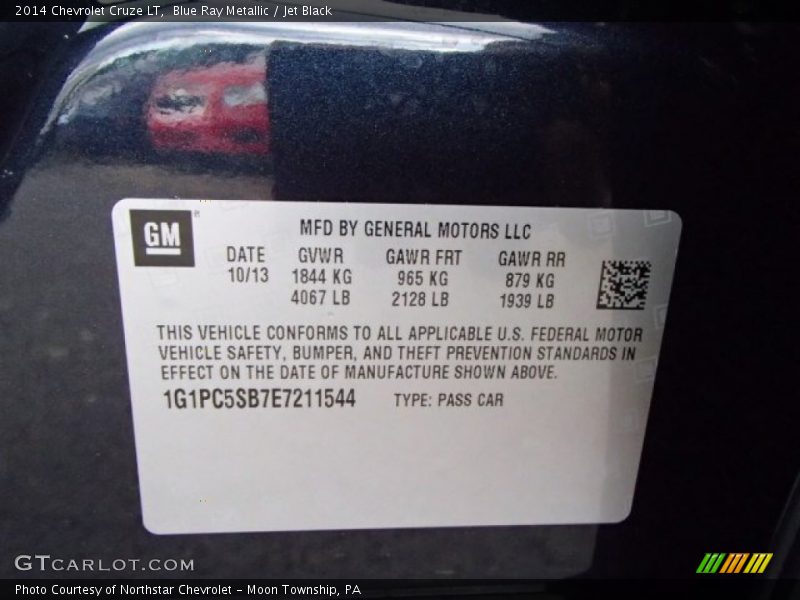 2014 Chevrolet Cruze LT, Blue Ray Metallic / Jet Black
GM
MFD BY GENERAL MOTORS LLC
DATE GVWR GAWR FRT GAWR RR
10/13 1844 KG 965 KG 879 KG
4067 LB 2128 LB 1939 LB
THIS VEHICLE CONFORMS TO ALL APPLICABLE U.S. FEDERAL MOTOR
VEHICLE SAFETY, BUMPER, AND THEFT PREVENTION STANDARDS IN
EFFECT ON THE DATE OF MANUFACTURE SHOWN ABOVE.
1G1PC5SB7E7211544 TYPE: PASS CAR
GTCARLOT.COM
Photo Courtesy of Northstar Chevrolet - Moon Township, PA